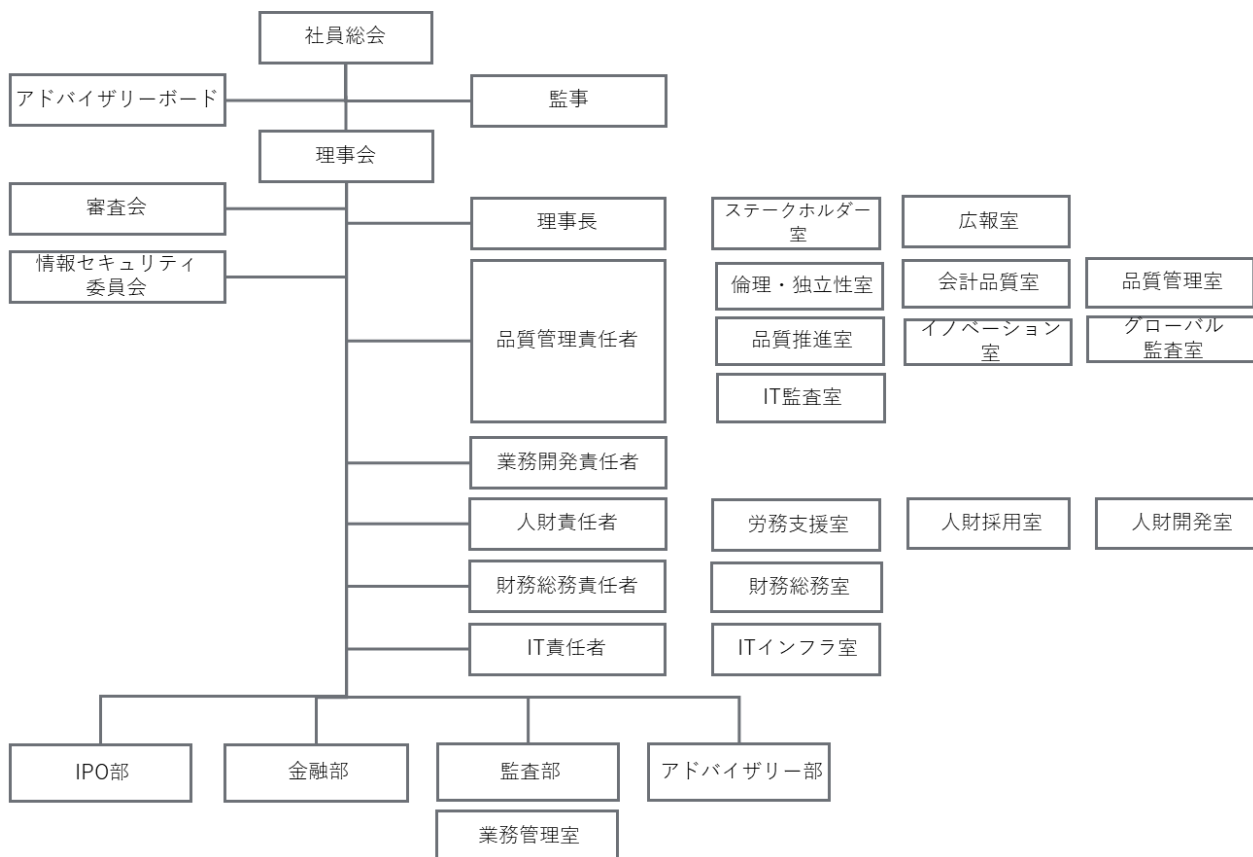 社員総会
アドバイザリーボード
監事
理事会
審査会
理事長
ステークホルダー
室
広報室
情報セキュリティ
委員会
品質管理責任者
倫理・独立性室
会計品質室
品質管理室
品質推進室
イノベーション
室
グローバル
監査室
IT監査室
業務開発責任者
人財責任者
労務支援室
人財採用室
人財開発室
財務総務責任者
財務総務室
IT責任者
ITインフラ室
IPO部
金融部
監査部
アドバイザリー部
業務管理室